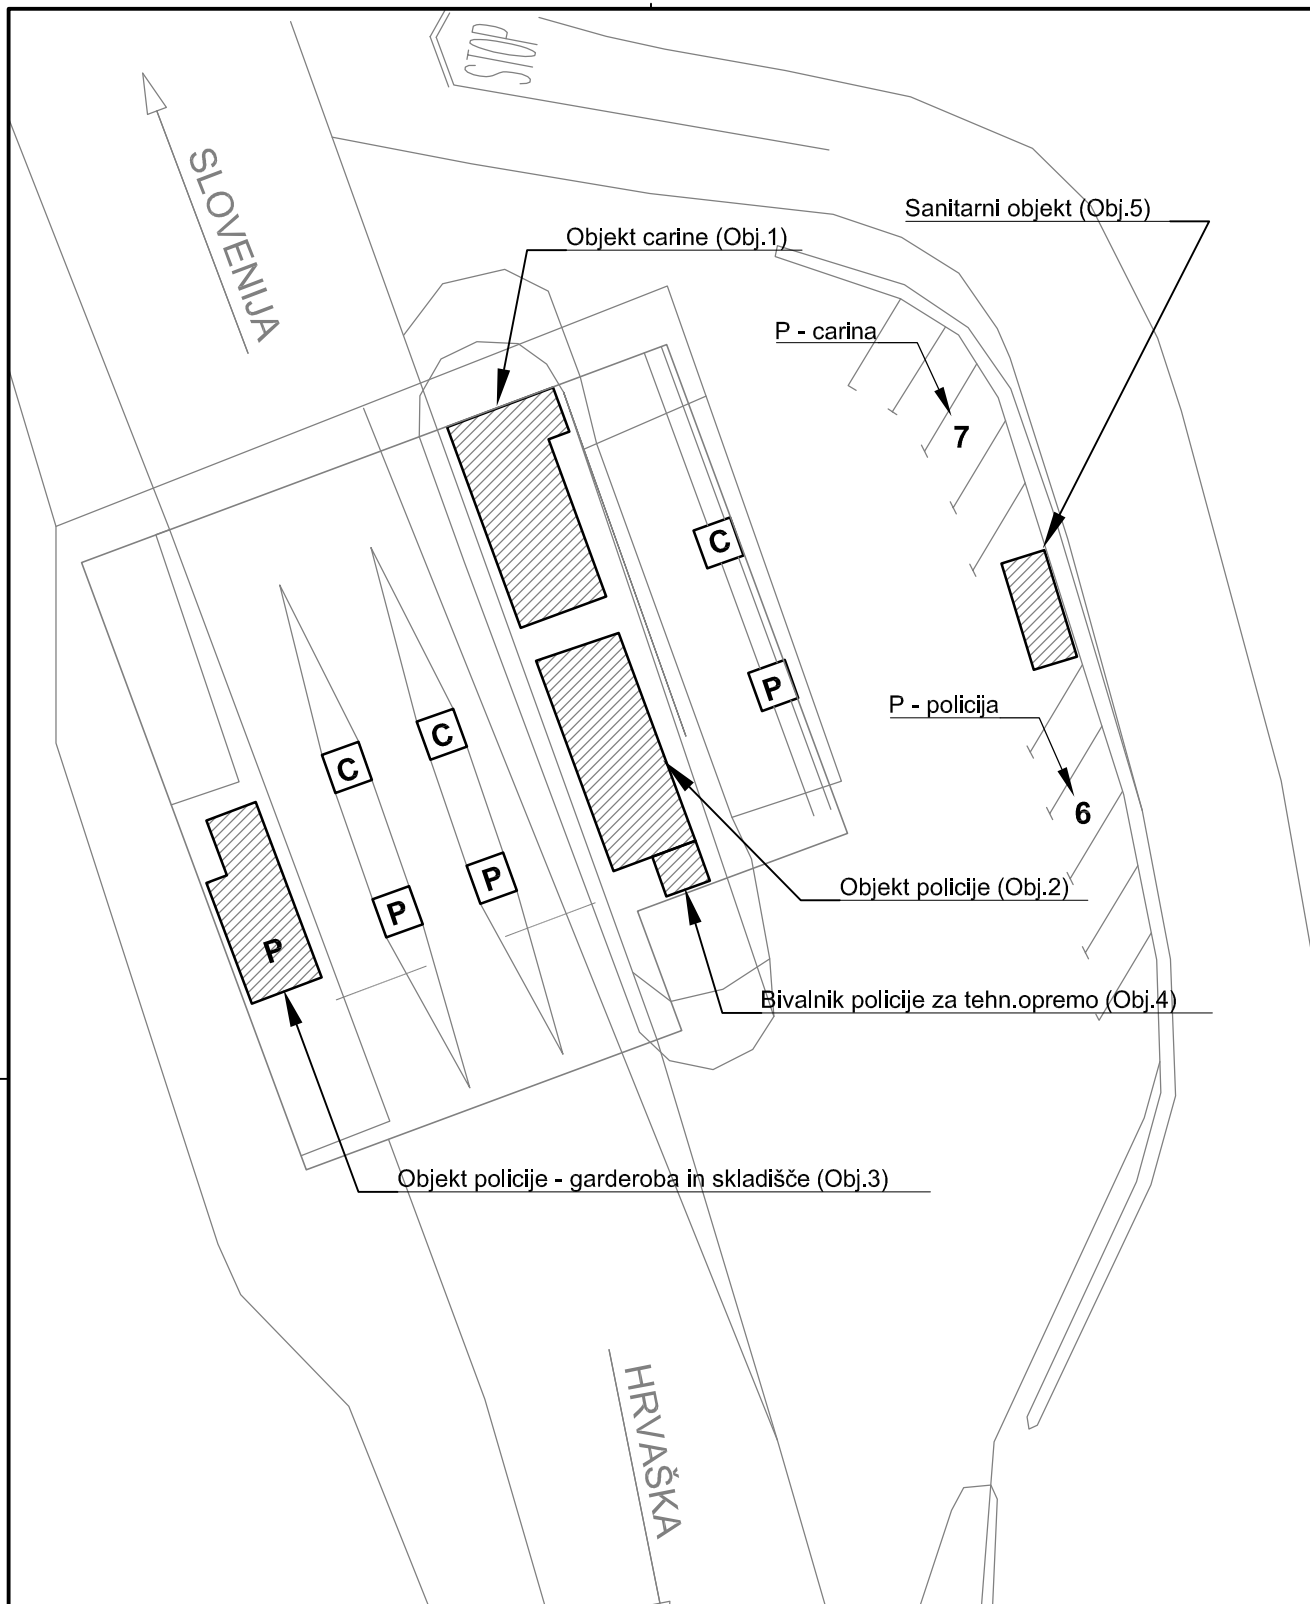 STOP
SLOVENIJA
Sanitarni objekt (Obj.5)
Objekt carine (Obj.1)
P - carina
7
C
P
P - policija
6
C
C
P
P
P
Objekt policije (Obj.2)
Bivalnik policije za tehn.opremo (Obj.4)
Objekt policije - garderoba in skladišče (Obj.3)
HRVAŠKA